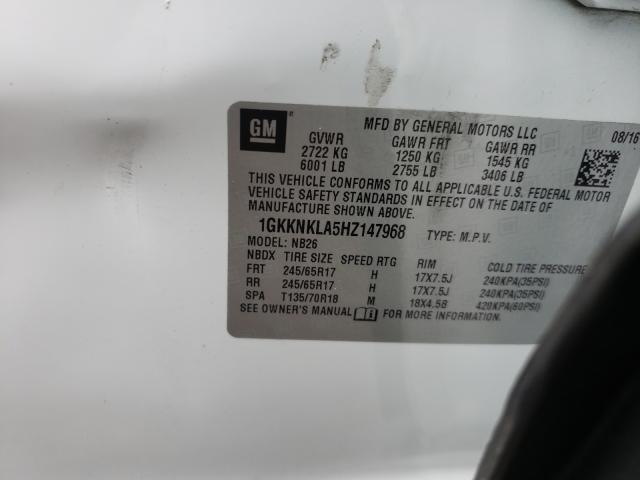 GM
MFD BY GENERAL MOTORS LLC 08/16
GVWR GAWR FRT GAWR RR
2722 KG 1250 KG 1545 KG
6001 LB 2755 LB 3406 LB
THIS VEHICLE CONFORMS TO ALL APPLICABLE U.S. FEDERAL MOTOR
VEHICLE SAFETY STANDARDS IN EFFECT ON THE DATE OF
MANUFACTURE SHOWN ABOVE.
1GKKNKLA5HZ147968 TYPE: M.P.V.
MODEL: NB26
NBDX TIRE SIZE SPEED RTG RIM COLD TIRE PRESSURE
FRT 245/65R17 H 17X7.5J 240KPA(35PSI)
RR 245/65R17 H 17X7.5J 240KPA(35PSI)
SPA T135/70R18 M 18X4.5B 420KPA(60PSI)
SEE OWNER'S MANUAL FOR MORE INFORMATION.